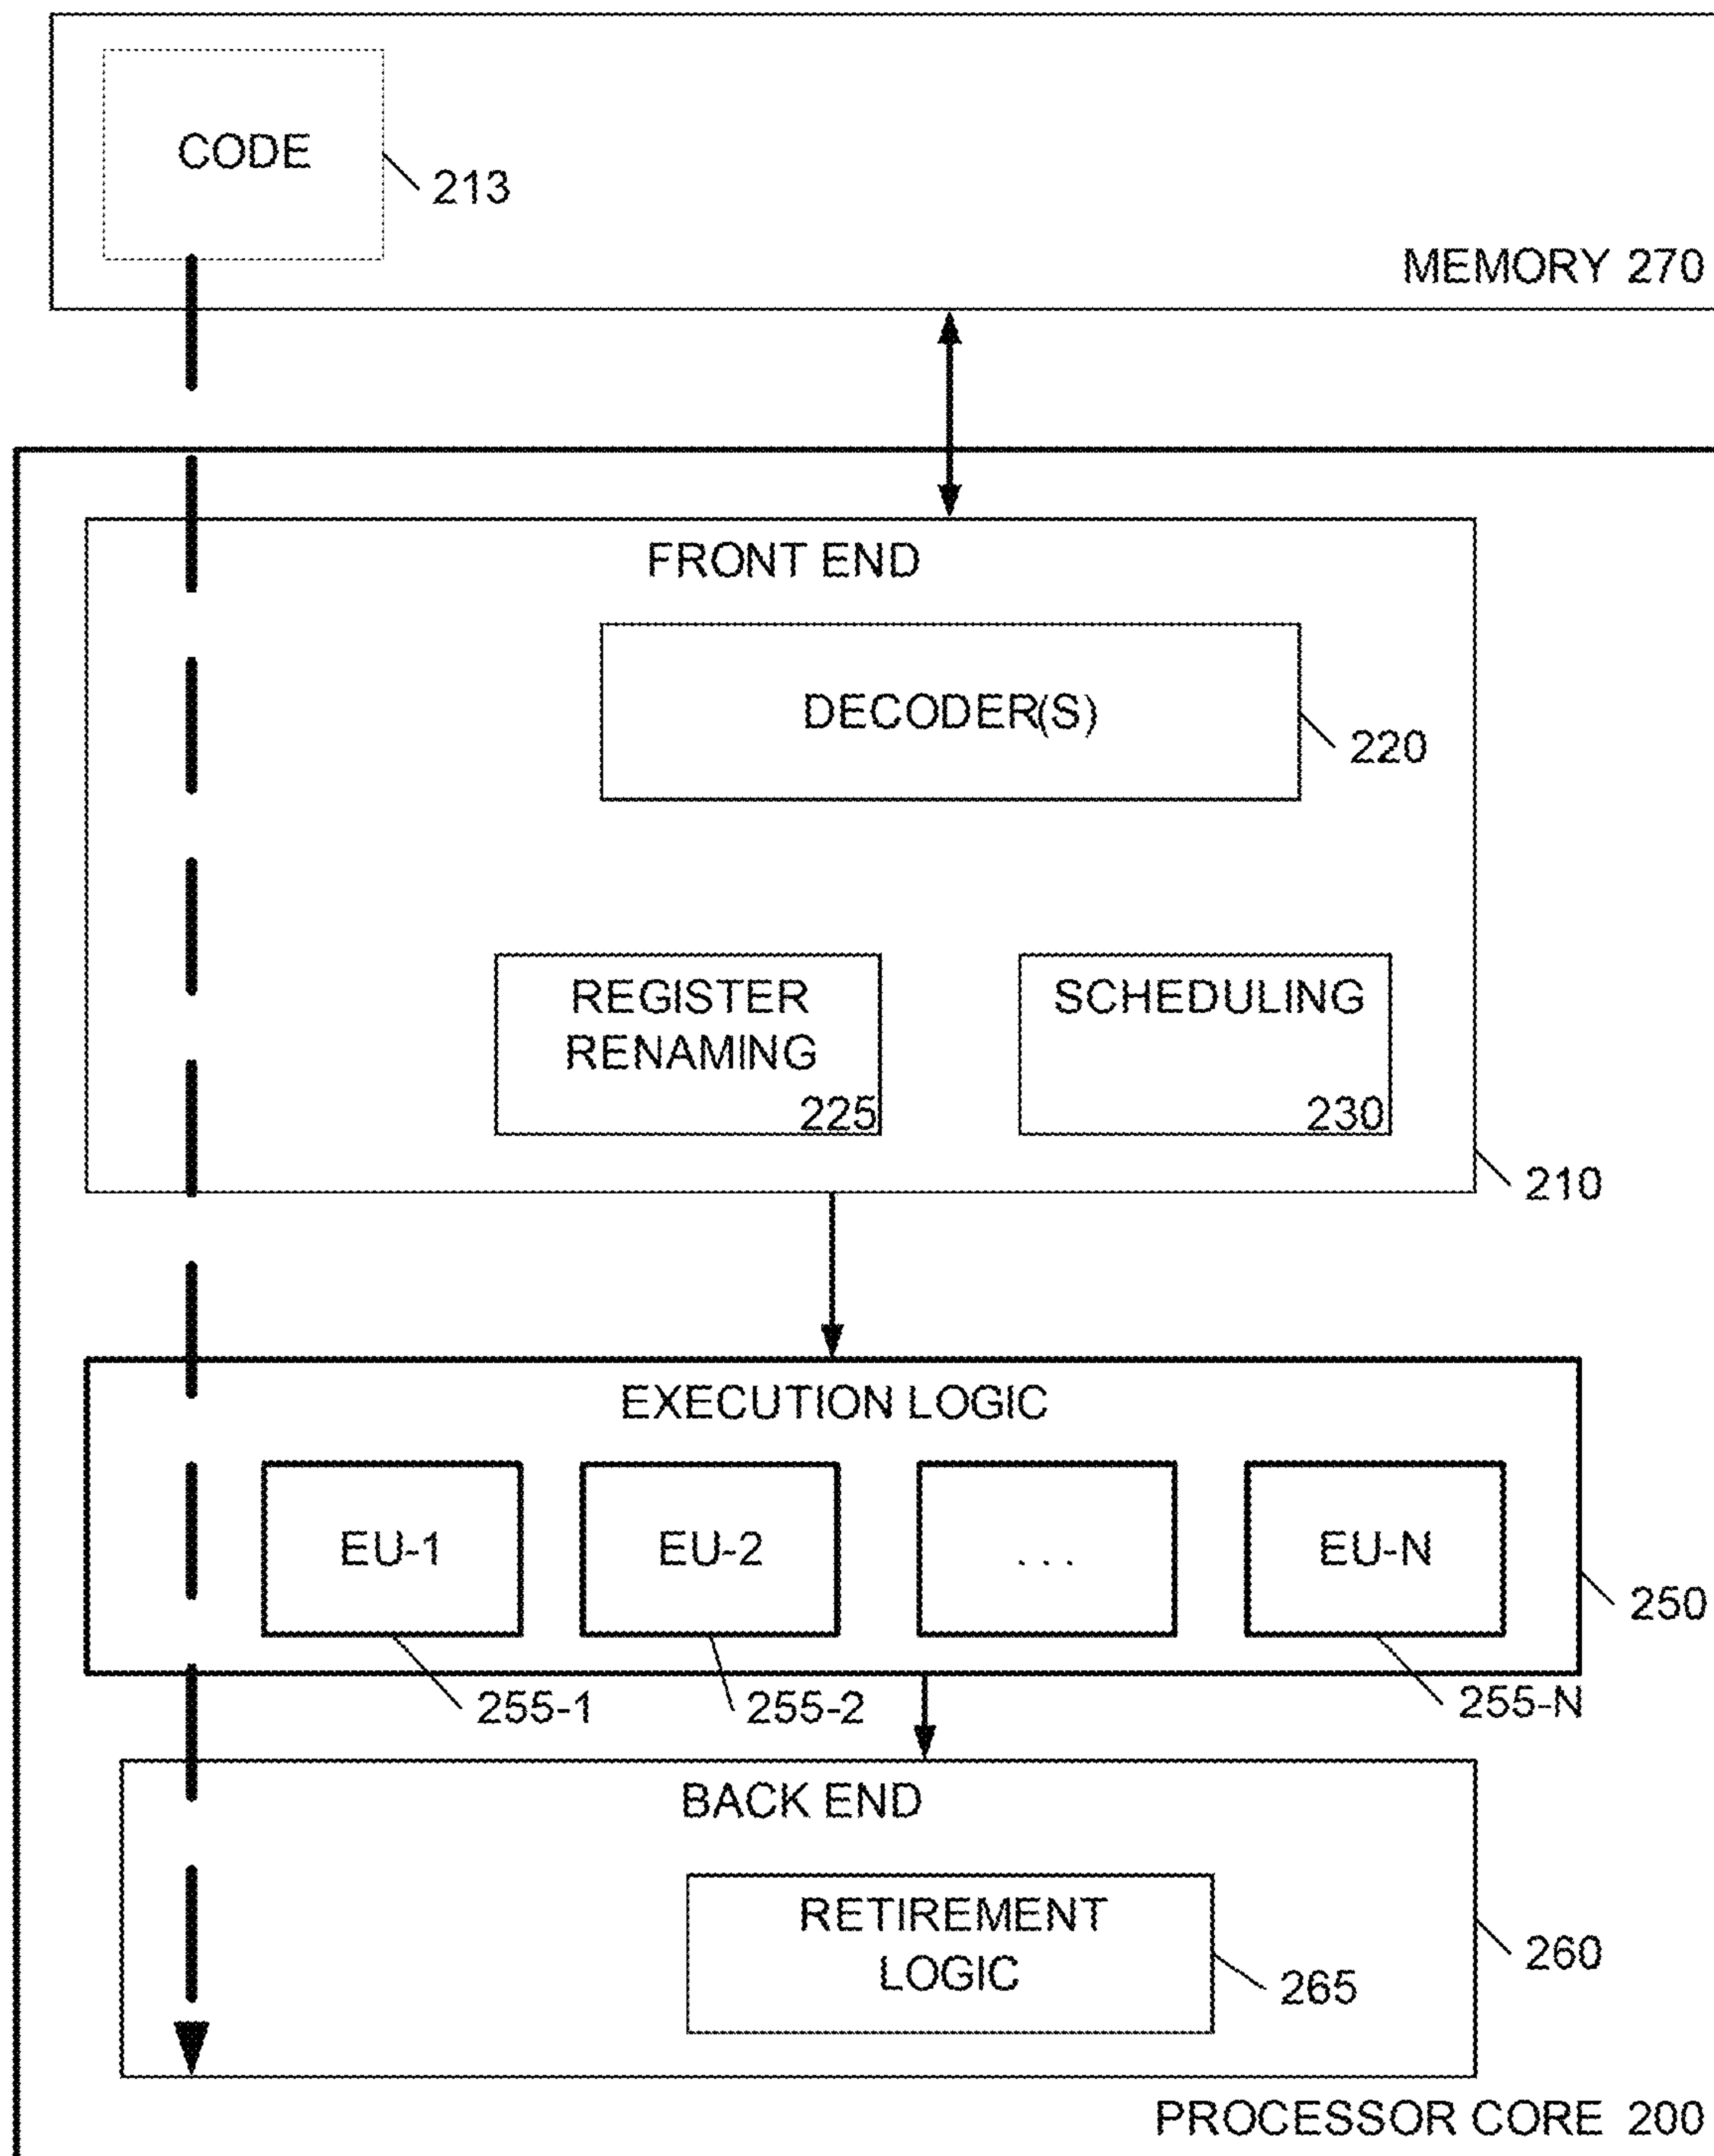 CODE
213
MEMORY 270
FRONT END
DECODER(S)
220
REGISTER
RENAMING
225
SCHEDULING
230
210
EXECUTION LOGIC
EU-1
EU-2
. . .
EU-N
250
255-1
255-2
255-N
BACK END
RETIREMENT
LOGIC
265
260
PROCESSOR CORE 200